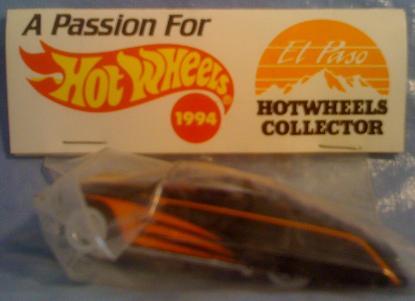 A Passion For
Hot Wheels
1994
El Paso
HOTWHEELS
COLLECTOR